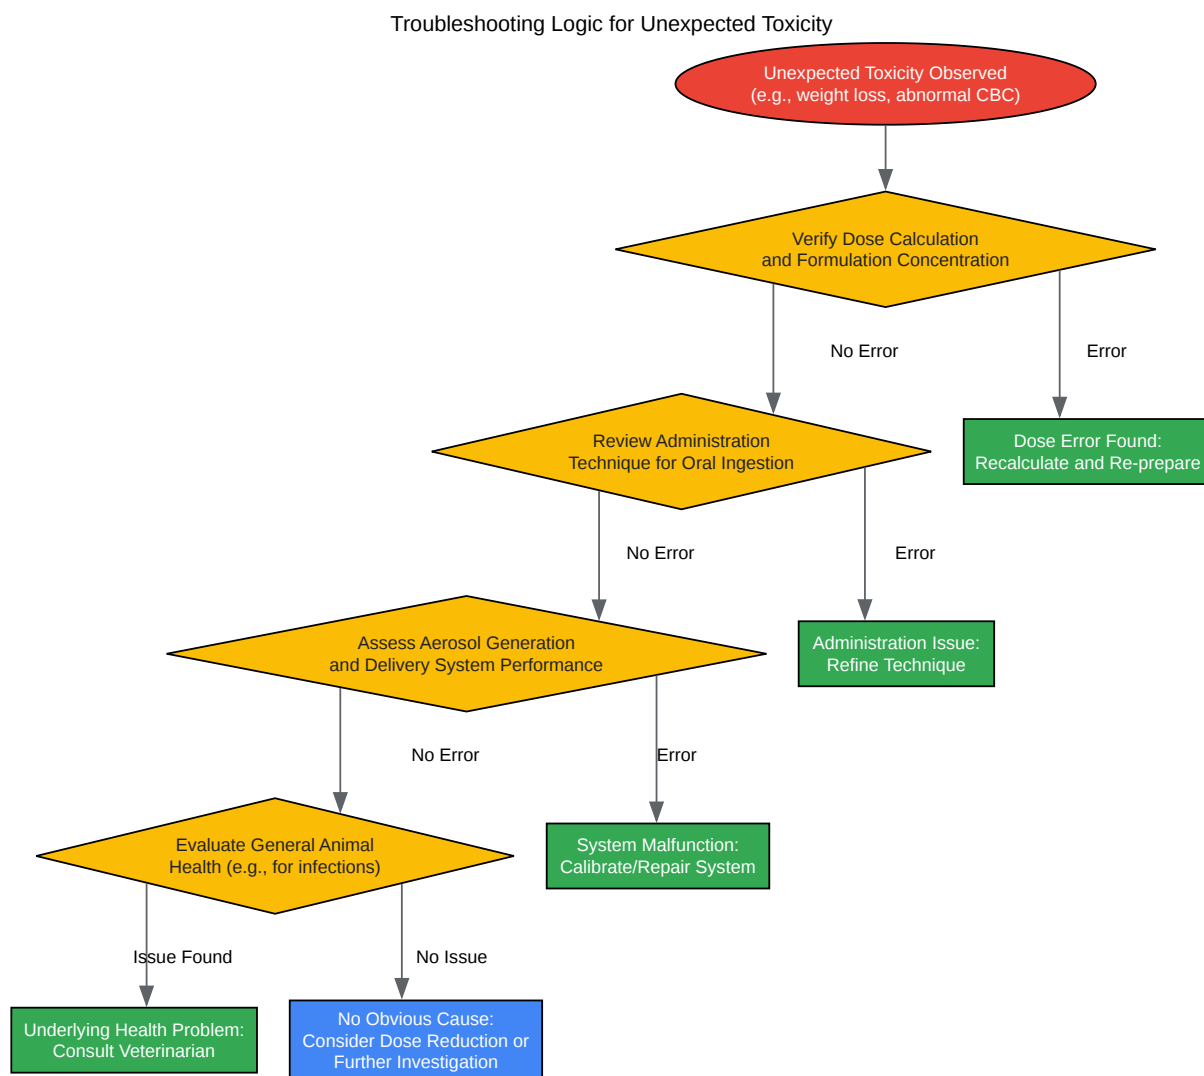 Troubleshooting Logic for Unexpected Toxicity
Unexpected Toxicity Observed
(e.g., weight loss, abnormal CBC)
Verify Dose Calculation
and Formulation Concentration
No Error
Error
Dose Error Found:
Recalculate and Re-prepare
Review Administration
Technique for Oral Ingestion
No Error
Error
Administration Issue:
Refine Technique
Assess Aerosol Generation
and Delivery System Performance
No Error
Error
System Malfunction:
Calibrate/Repair System
Evaluate General Animal
Health (e.g., for infections)
Issue Found
No Issue
Underlying Health Problem:
Consult Veterinarian
No Obvious Cause:
Consider Dose Reduction or
Further Investigation